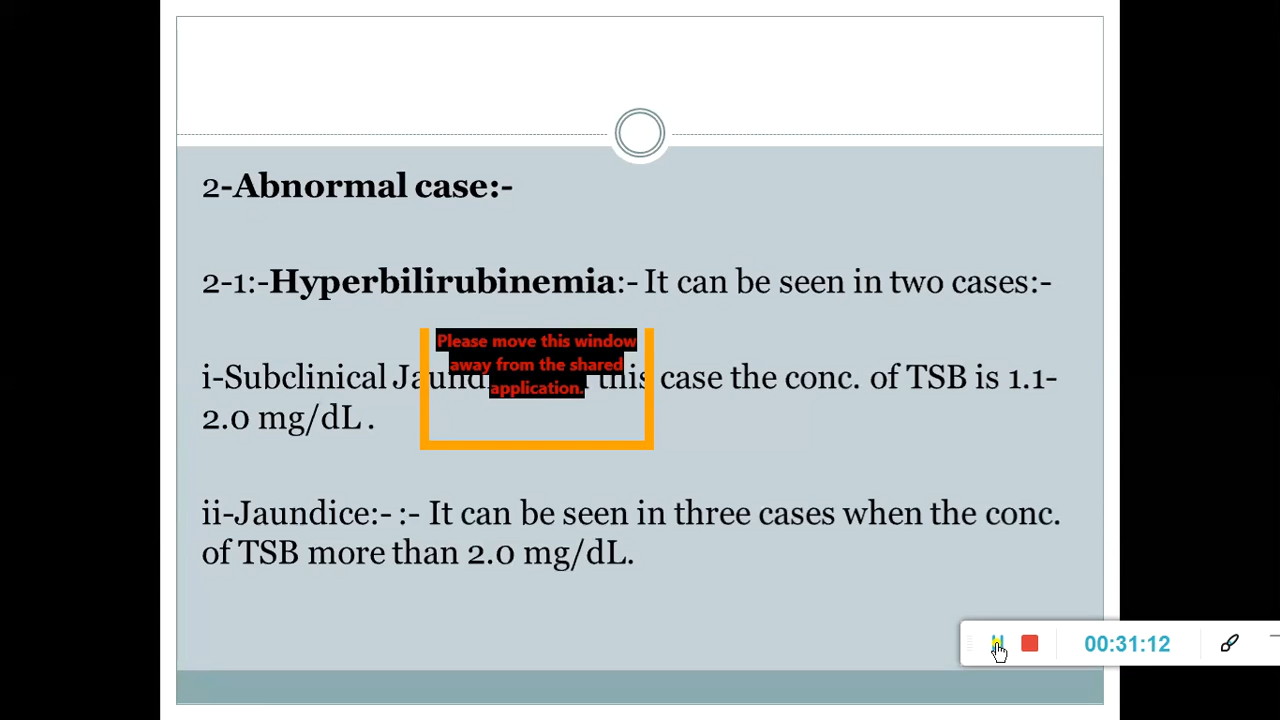 2-Abnormal case:-
2-1:-Hyperbilirubinemia:- It can be seen in two cases:-
Please move this window
away from the shared
application.
i-Subclinical this case the conc. of TSB is 1.1-
2.0 mg/dL .
ii-Jaundice:- :- It can be seen in three cases when the conc.
of TSB more than 2.0 mg/dL.
00:31:12